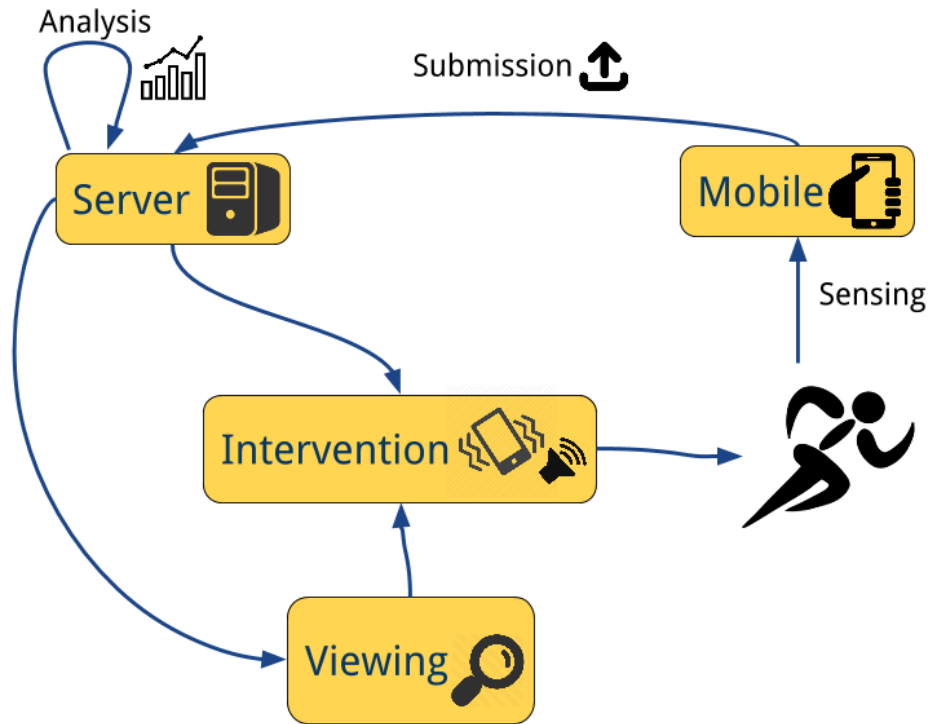 Analysis
Submission
Server
Mobile
Sensing
Intervention
Viewing